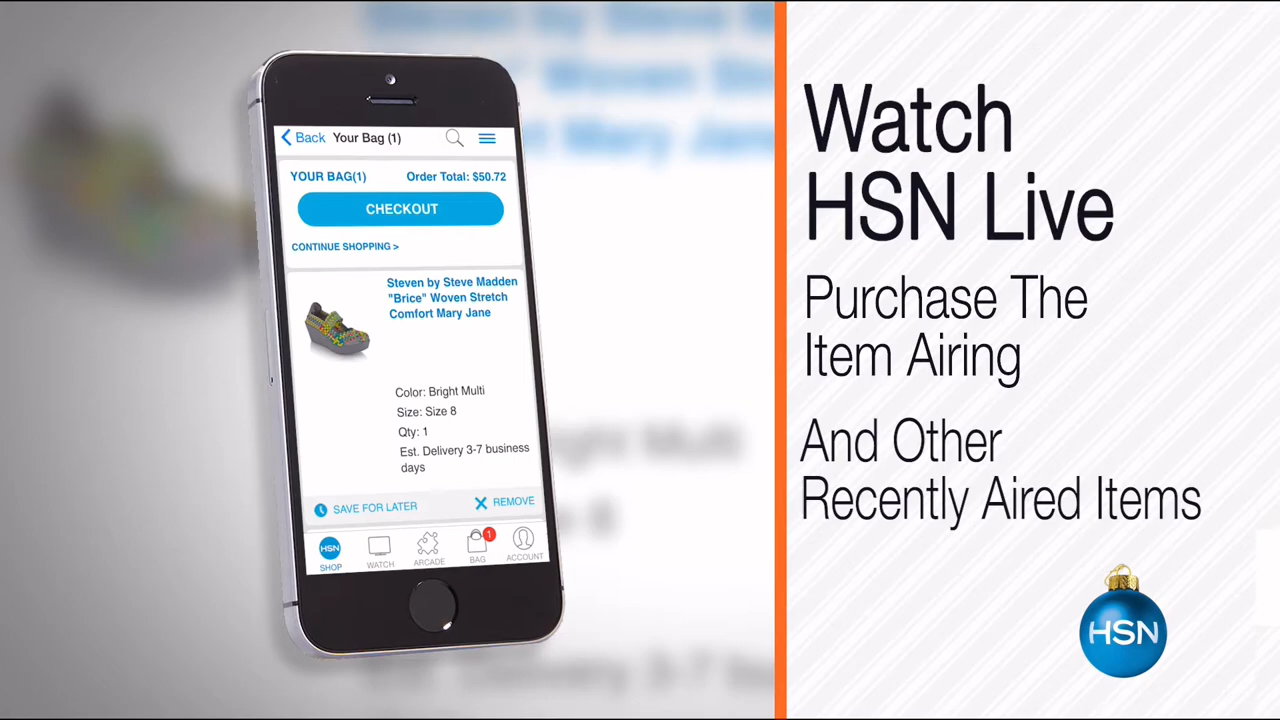 Back Your Bag (1)
YOUR BAG(1) Order Total: $50.72
CHECKOUT
CONTINUE SHOPPING >
Steven by Steve Madden
"Brice" Woven Stretch
Comfort Mary Jane
Color: Bright Multi
Size: Size 8
Qty: 1
Est. Delivery 3-7 business
days
SAVE FOR LATER REMOVE
HSN 1
SHOP WATCH ARCADE BAG ACCOUNT
Watch
HSN Live
Purchase The
Item Airing
And Other
Recently Aired Items
HSN